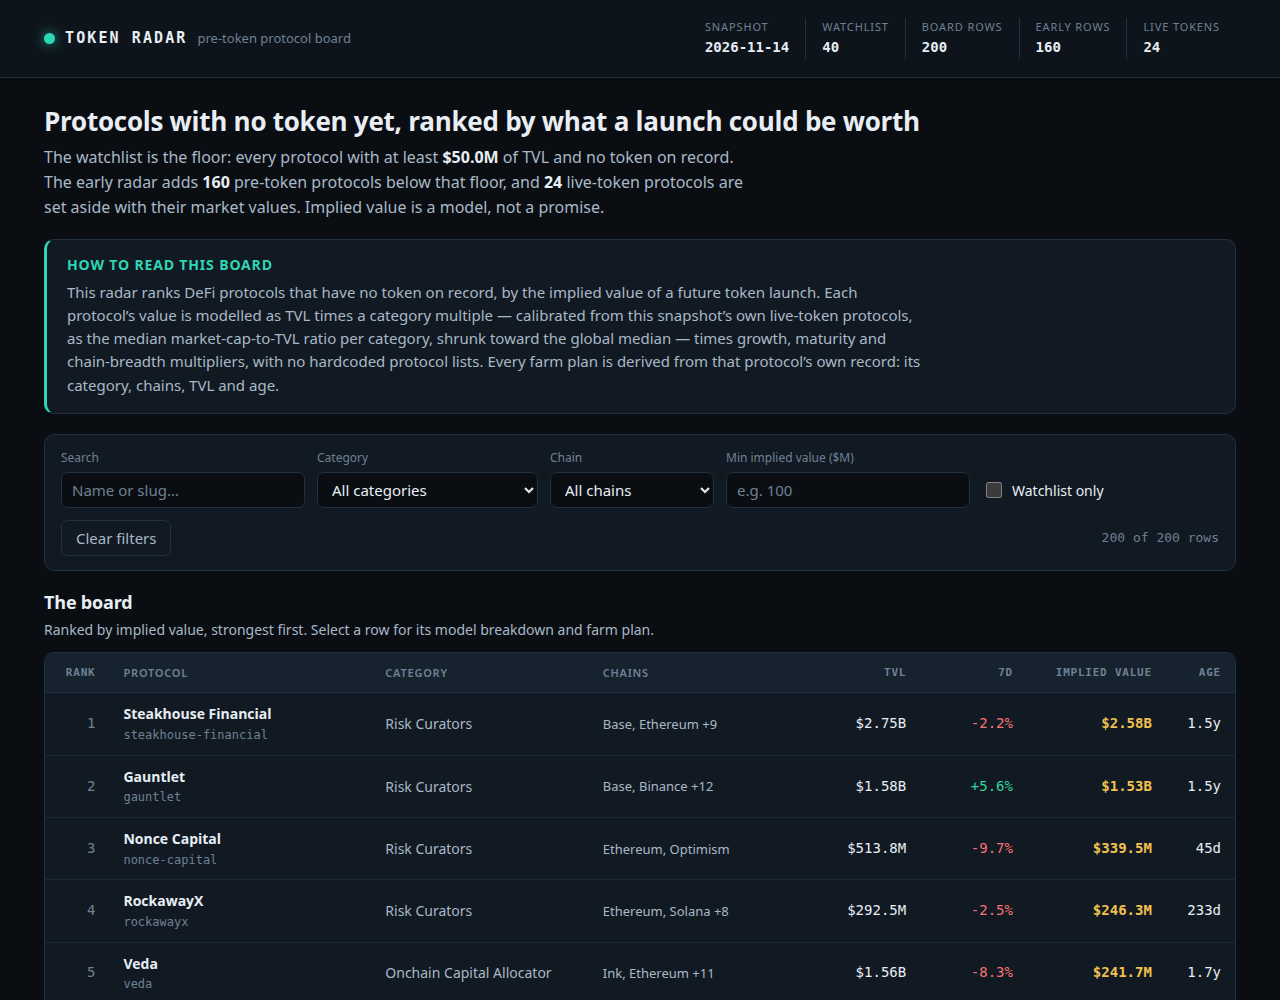 TOKEN RADAR pre-token protocol board
SNAPSHOT WATCHLIST BOARD ROWS EARLY ROWS LIVE TOKENS
2026-11-14 40 200 160 24
Protocols with no token yet, ranked by what a launch could be worth
The watchlist is the floor: every protocol with at least $50.0M of TVL and no token on record.
The early radar adds 160 pre-token protocols below that floor, and 24 live-token protocols are
set aside with their market values. Implied value is a model, not a promise.
HOW TO READ THIS BOARD
This radar ranks DeFi protocols that have no token on record, by the implied value of a future token launch. Each
protocol’s value is modelled as TVL times a category multiple — calibrated from this snapshot’s own live-token protocols,
as the median market-cap-to-TVL ratio per category, shrunk toward the global median — times growth, maturity and
chain-breadth multipliers, with no hardcoded protocol lists. Every farm plan is derived from that protocol’s own record: its
category, chains, TVL and age.
Search Category Chain Min implied value ($M)
Name or slug... All categories All chains e.g. 100 Watchlist only
Clear filters 200 of 200 rows
The board
Ranked by implied value, strongest first. Select a row for its model breakdown and farm plan.
RANK PROTOCOL CATEGORY CHAINS TVL 7D IMPLIED VALUE AGE
1 Steakhouse Financial Risk Curators Base, Ethereum +9 $2.75B -2.2% $2.58B 1.5y
steakhouse-financial
2 Gauntlet Risk Curators Base, Binance +12 $1.58B +5.6% $1.53B 1.5y
gauntlet
3 Nonce Capital Risk Curators Ethereum, Optimism $513.8M -9.7% $339.5M 45d
nonce-capital
4 RockawayX Risk Curators Ethereum, Solana +8 $292.5M -2.5% $246.3M 233d
rockawayx
5 Veda Onchain Capital Allocator Ink, Ethereum +11 $1.56B -8.3% $241.7M 1.7y
veda